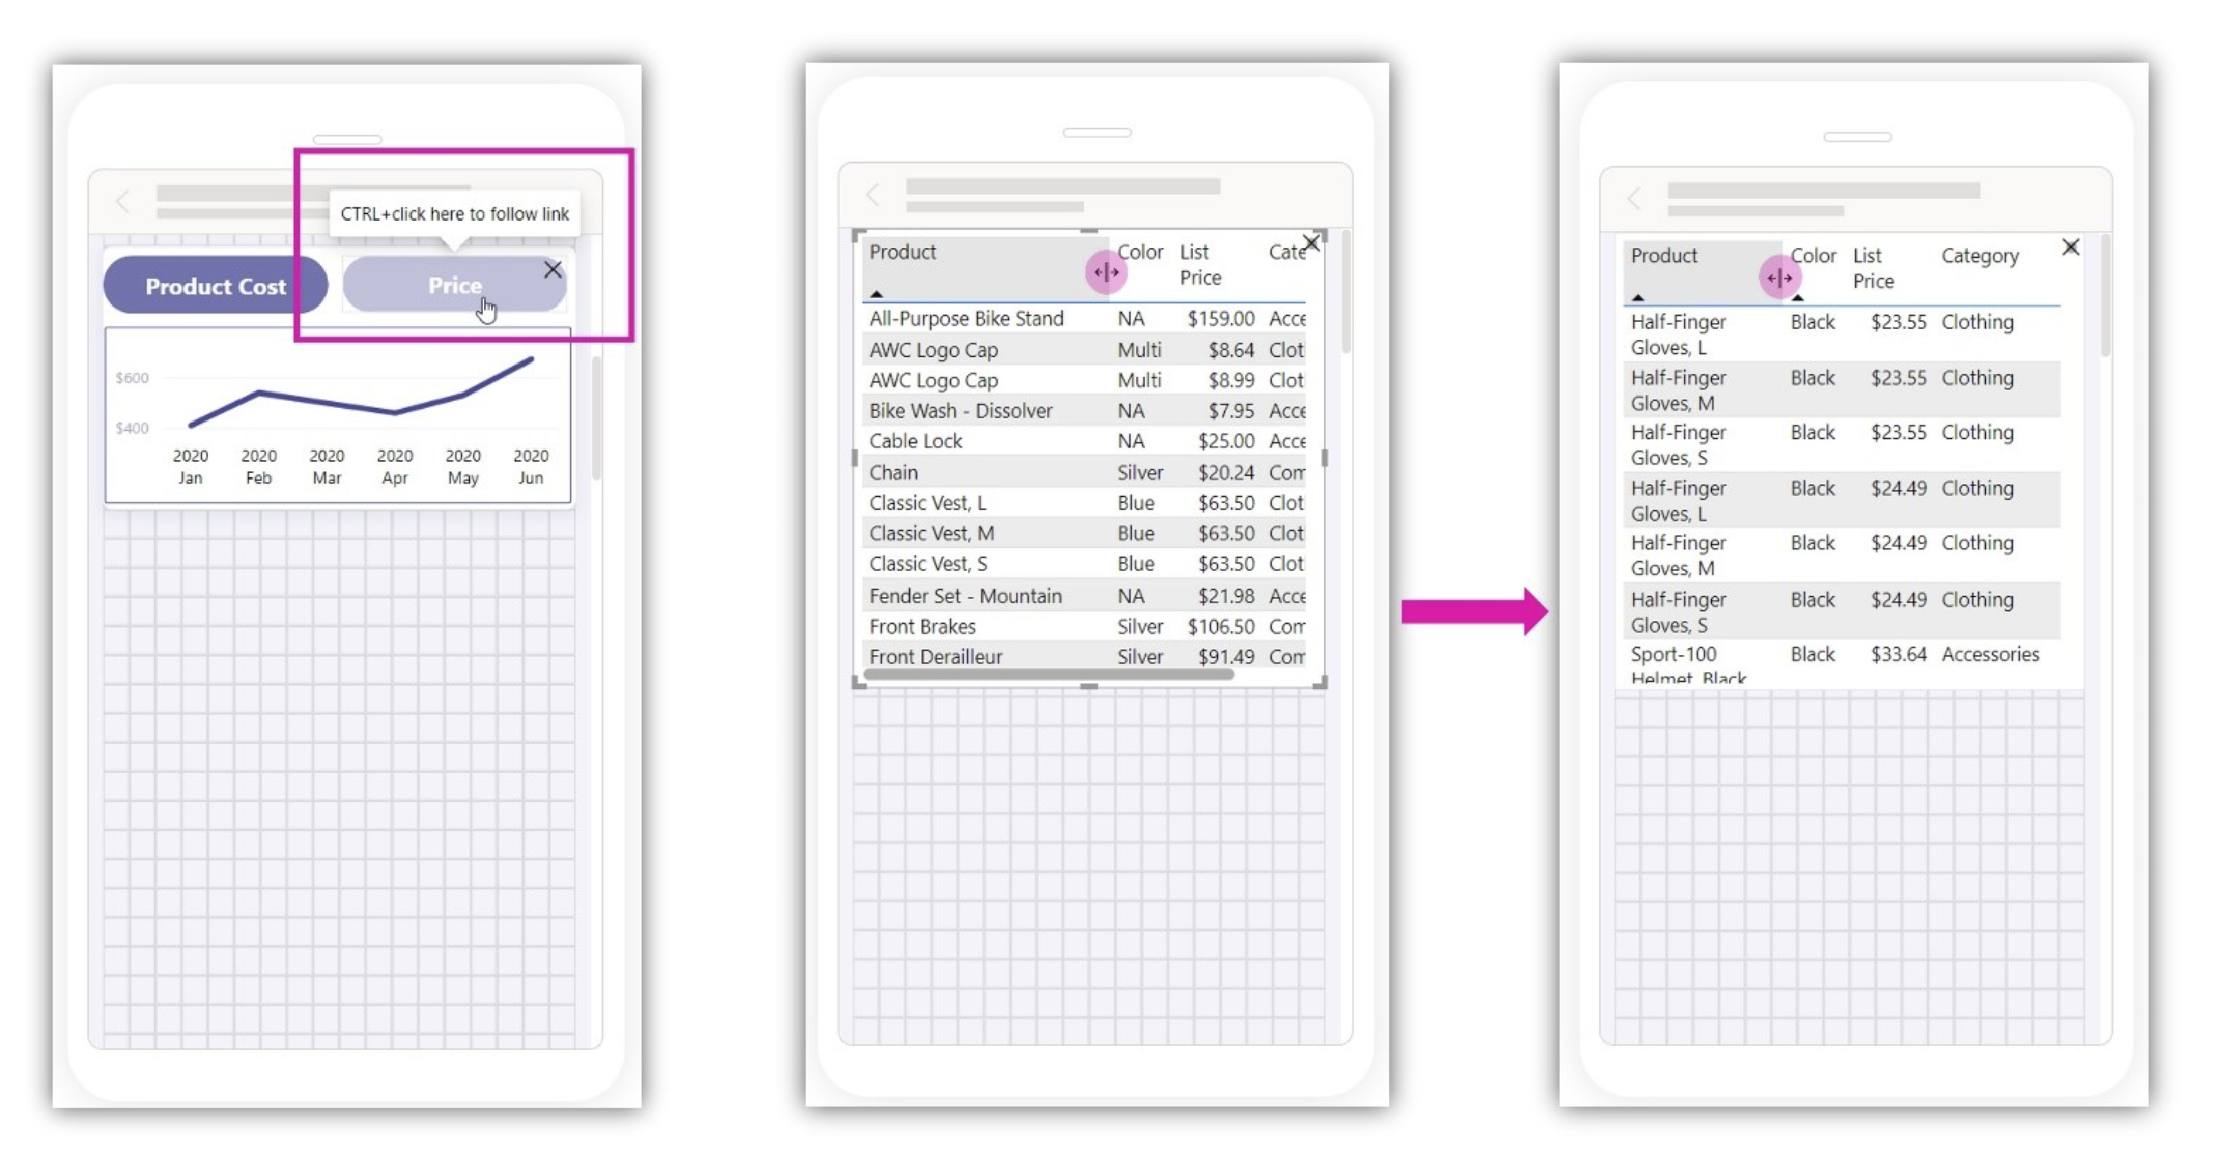 CTRL+click here to follow link
Product Cost
Price
$600
$400
2020 2020 2020 2020 2020 2020
Jan Feb Mar Apr May Jun
Product Color List Cate
Price
All-Purpose Bike Stand NA $159.00 Acce
AWC Logo Cap Multi $8.64 Clot
AWC Logo Cap Multi $8.99 Clot
Bike Wash - Dissolver NA $7.95 Acce
Cable Lock NA $25.00 Acce
Chain Silver $20.24 Com
Classic Vest, L Blue $63.50 Clot
Classic Vest, M Blue $63.50 Clot
Classic Vest, S Blue $63.50 Clot
Fender Set - Mountain NA $21.98 Acce
Front Brakes Silver $106.50 Com
Front Derailleur Silver $91.49 Com
Product Color List Category
Price
Half-Finger Black $23.55 Clothing
Gloves, L
Half-Finger Black $23.55 Clothing
Gloves, M
Half-Finger Black $23.55 Clothing
Gloves, S
Half-Finger Black $24.49 Clothing
Gloves, L
Half-Finger Black $24.49 Clothing
Gloves, M
Half-Finger Black $24.49 Clothing
Gloves, S
Sport-100 Black $33.64 Accessories
Helmet, Black